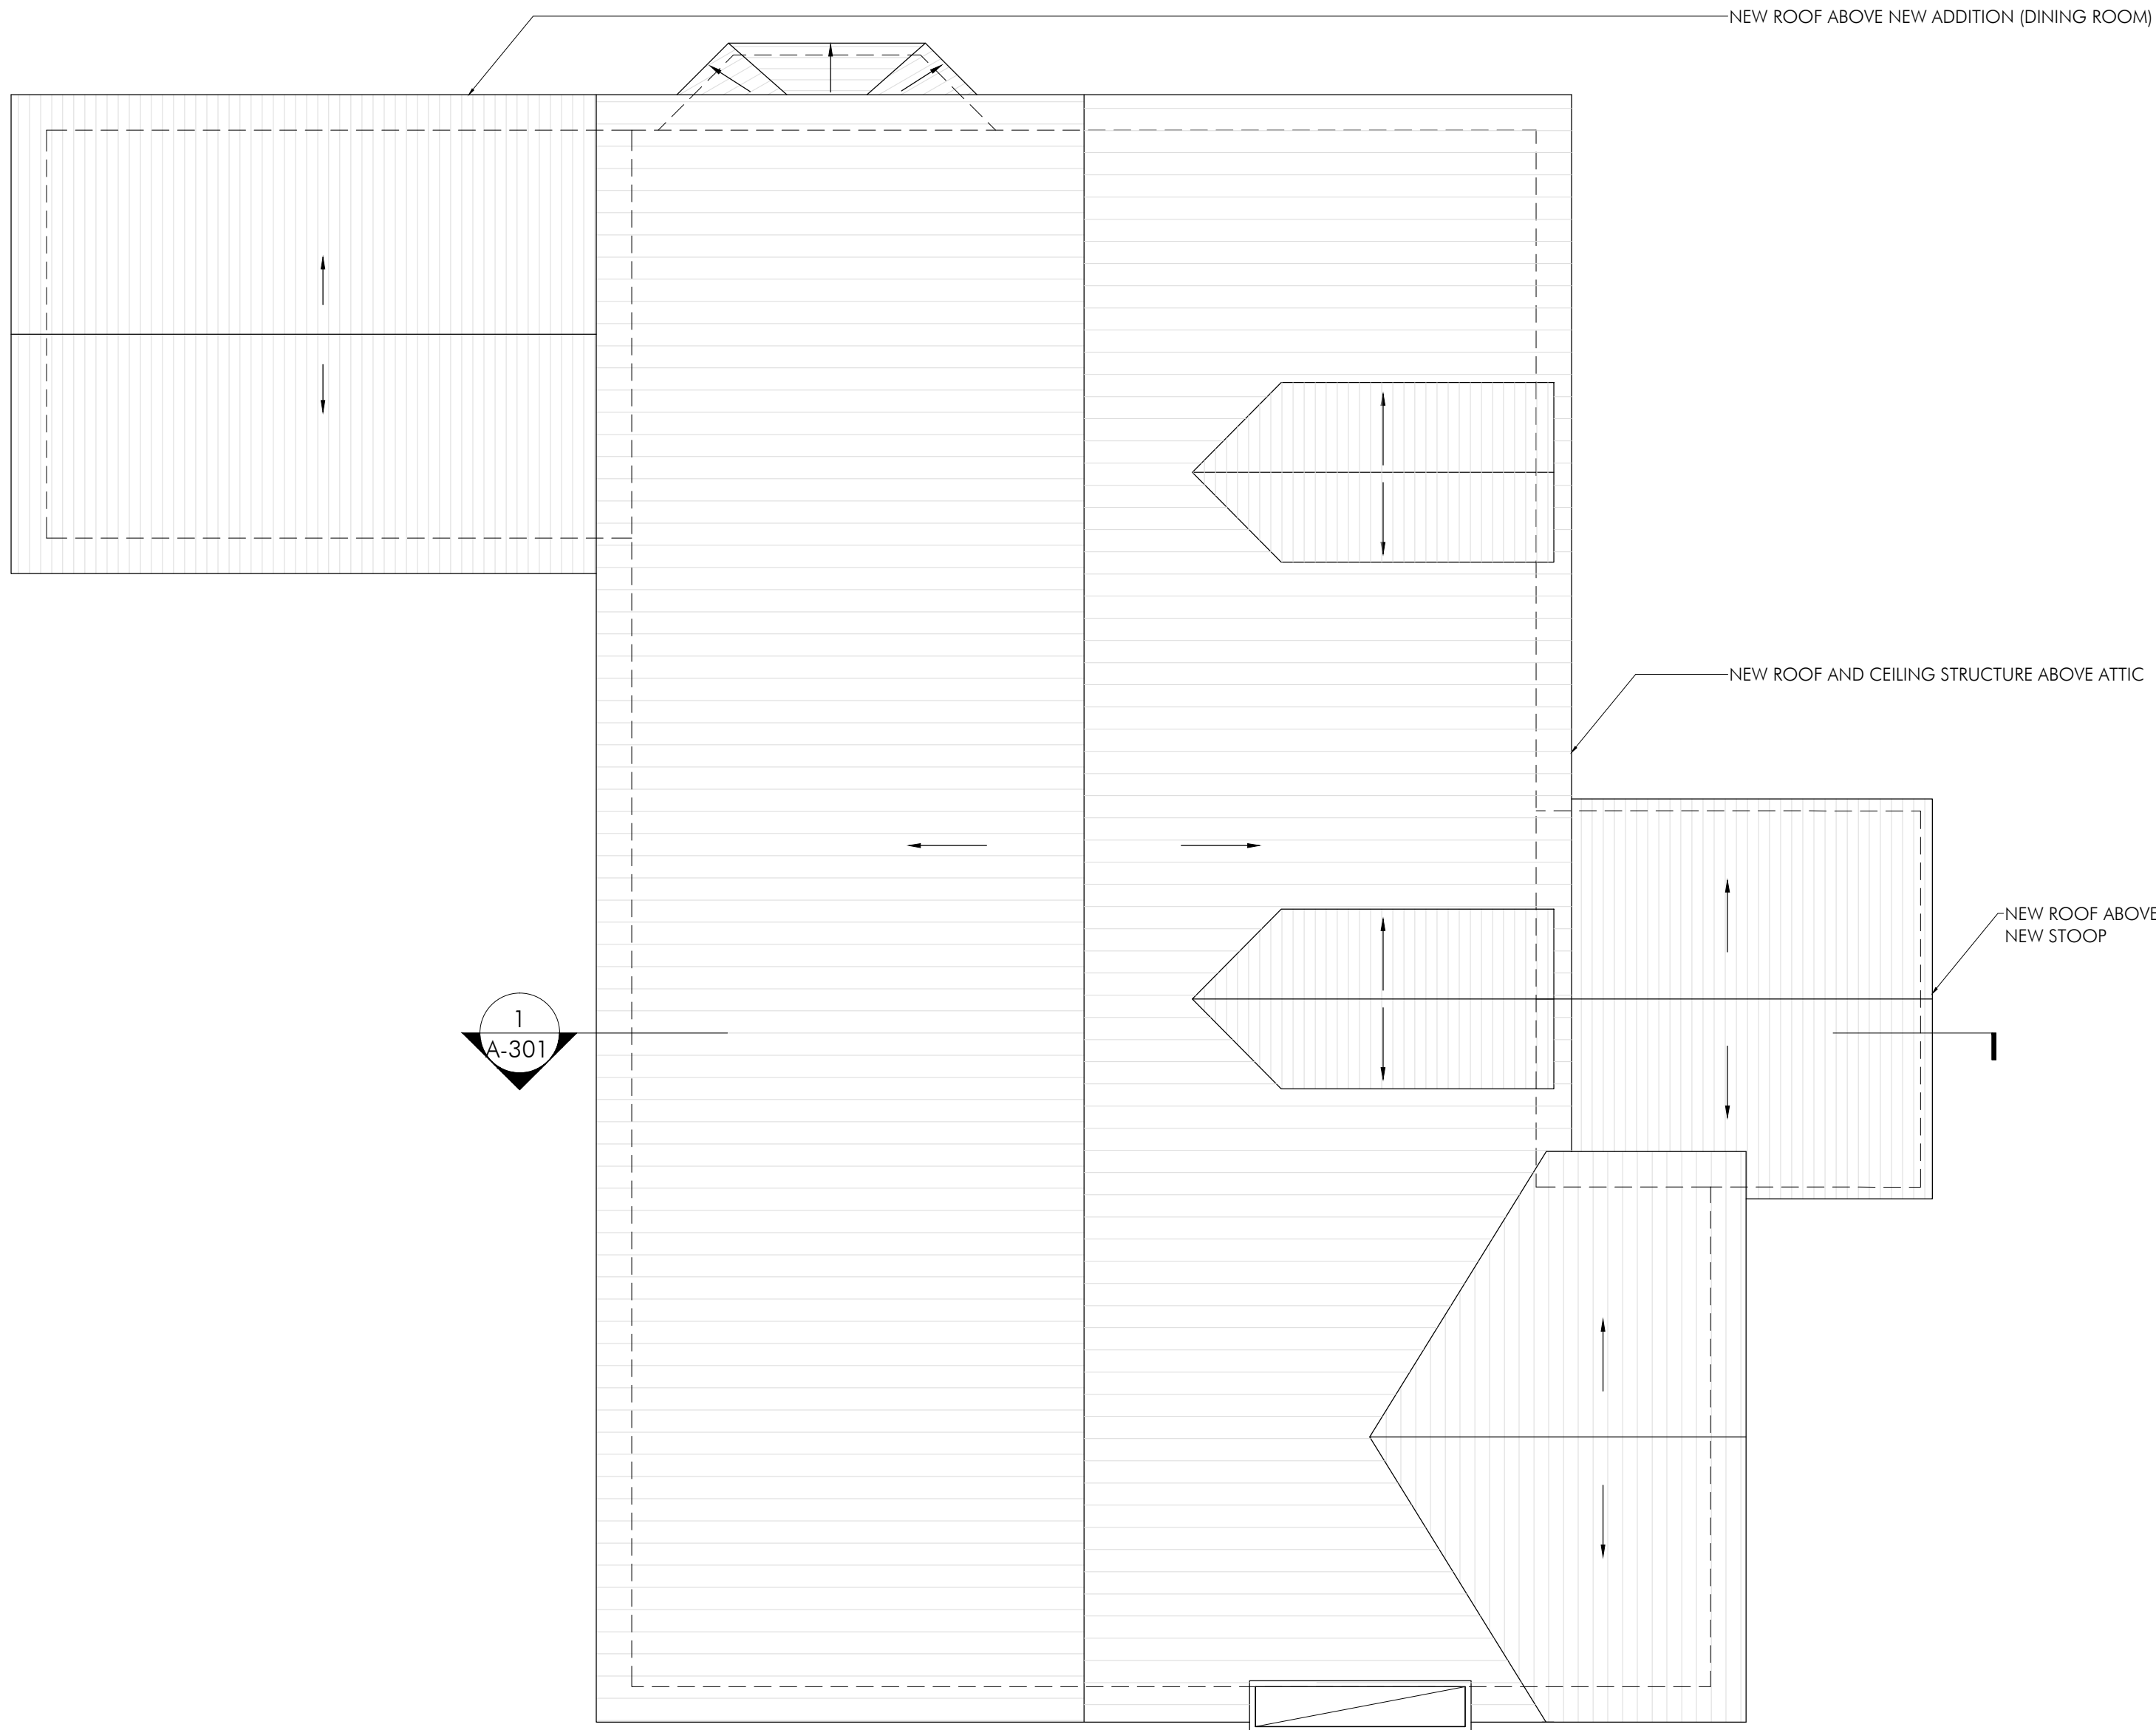 NEW ROOF ABOVE NEW ADDITION (DINING ROOM)
NEW ROOF AND CEILING STRUCTURE ABOVE ATTIC
NEW ROOF ABOVE
NEW STOOP
1
A-301